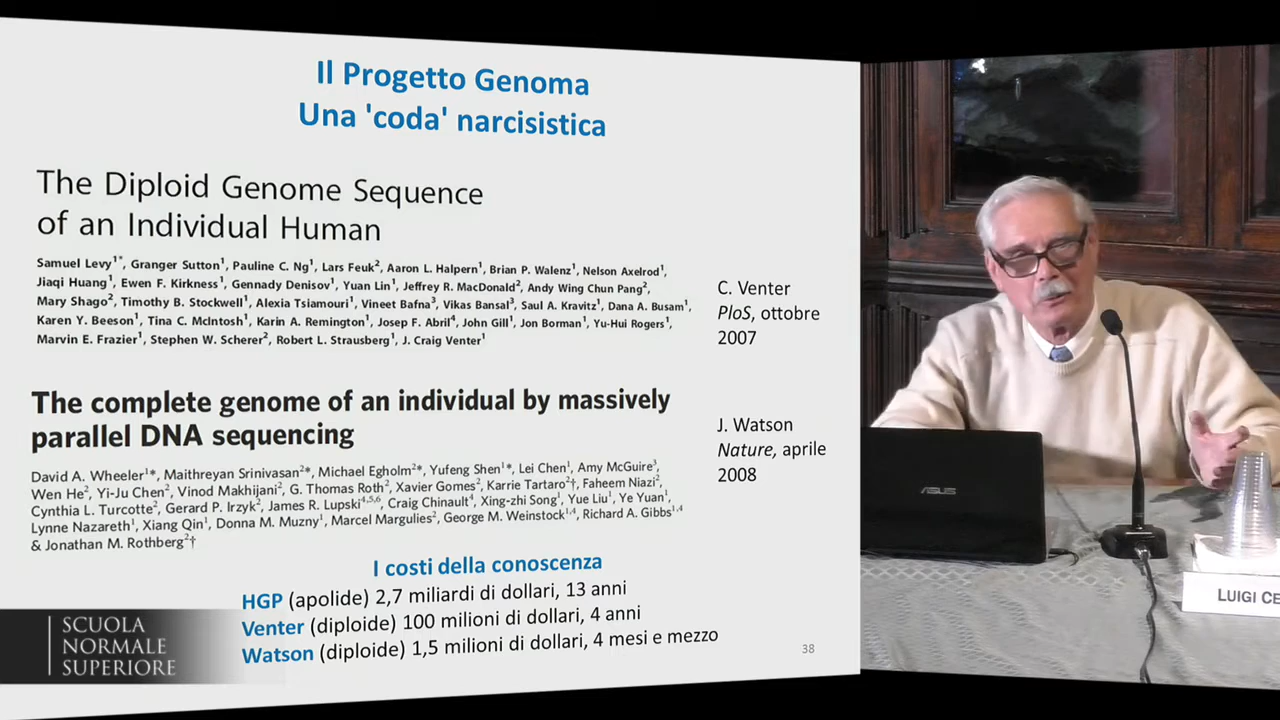 Il Progetto Genoma
Una 'coda' narcisistica
The Diploid Genome Sequence
of an Individual Human
Samuel Levy1*, Granger Sutton1, Pauline C. Ng1, Lars Feuk2, Aaron L. Halpern1, Brian P. Walenz1, Nelson Axelrod1,
Jiaqi Huang1, Ewen F. Kirkness1, Gennady Denisov1, Yuan Lin1, Jeffrey R. MacDonald2, Andy Wing Chun Pang2,
Mary Shago2, Timothy B. Stockwell1, Alexia Tsiamouri1, Vineet Bafna3, Vikas Bansal3, Saul A. Kravitz1, Dana A. Busam1,
Karen Y. Beeson1, Tina C. McIntosh1, Karin A. Remington1, Josep F. Abril4, John Gill1, Jon Borman1, Yu-Hui Rogers1,
Marvin E. Frazier1, Stephen W. Scherer2, Robert L. Strausberg1, J. Craig Venter1
C. Venter
PloS, ottobre
2007
The complete genome of an individual by massively
parallel DNA sequencing
David A. Wheeler1*, Maithreyan Srinivasan2*, Michael Egholm2*, Yufeng Shen1*, Lei Chen1, Amy McGuire3,
Wen He2, Yi-Ju Chen2, Vinod Makhijani2, G. Thomas Roth2, Xavier Gomes2, Karrie Tartaro2†, Faheem Niazi2,
Cynthia L. Turcotte2, Gerard P. Irzyk2, James R. Lupski4,5,6, Craig Chinault4, Xing-zhi Song1, Yue Liu1, Ye Yuan1,
Lynne Nazareth1, Xiang Qin1, Donna M. Muzny1, Marcel Margulies2, George M. Weinstock1,4, Richard A. Gibbs1,4
& Jonathan M. Rothberg2†
J. Watson
Nature, aprile
2008
I costi della conoscenza
HGP (apolide) 2,7 miliardi di dollari, 13 anni
Venter (diploide) 100 milioni di dollari, 4 anni
Watson (diploide) 1,5 milioni di dollari, 4 mesi e mezzo
38
SCUOLA
NORMALE
SUPERIORE
ASUS
LUIGI CE